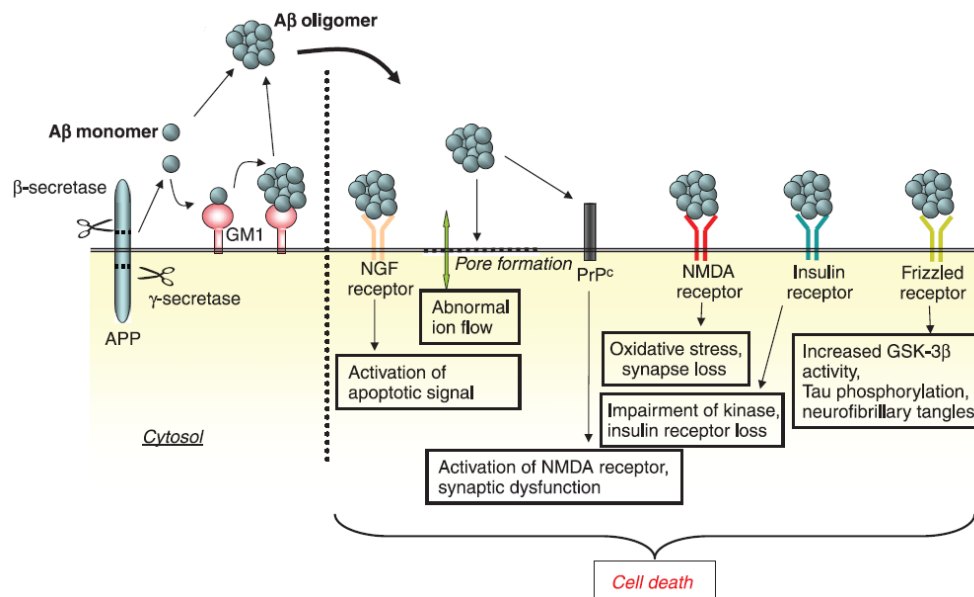 Aβ oligomer
Aβ monomer
β-secretase
GM1
γ-secretase
APP
Cytosol
NGF
receptor
Pore formation
PrPᶜ
NMDA
receptor
Insulin
receptor
Frizzled
receptor
Abnormal
ion flow
Activation of
apoptotic signal
Oxidative stress,
synapse loss
Impairment of kinase,
insulin receptor loss
Increased GSK-3β
activity,
Tau phosphorylation,
neurofibrillary tangles
Activation of NMDA receptor,
synaptic dysfunction
Cell death